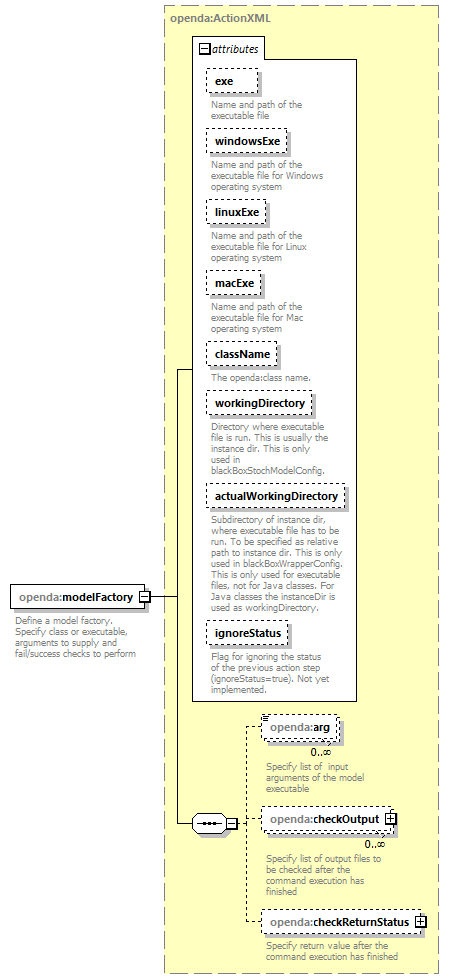 openda:ActionXML
attributes
exe
Name and path of the
executable file
windowsExe
Name and path of the
executable file for Windows
operating system
linuxExe
Name and path of the
executable file for Linux
operating system
macExe
Name and path of the
executable file for Mac
operating system
className
The openda:class name.
workingDirectory
Directory where executable
file is run. This is usually the
instance dir. This is only
used in
blackBoxStochModelConfig.
actualWorkingDirectory
Subdirectory of instance dir,
where executable file has to be
run. To be specified as relative
path to instance dir. This is only
used in blackBoxWrapperConfig.
This is only used for executable
files, not for Java classes. For
Java classes the instanceDir is
used as workingDirectory.
ignoreStatus
Flag for ignoring the status
of the previous action step
(ignoreStatus=true). Not yet
implemented.
openda:modelFactory
Define a model factory.
Specify class or executable,
arguments to supply and
fail/success checks to perform
openda:arg
0..∞
Specify list of  input
arguments of the model
executable
openda:checkOutput
0..∞
Specify list of output files to
be checked after the
command execution has
finished
openda:checkReturnStatus
Specify return value after the
command execution has finished